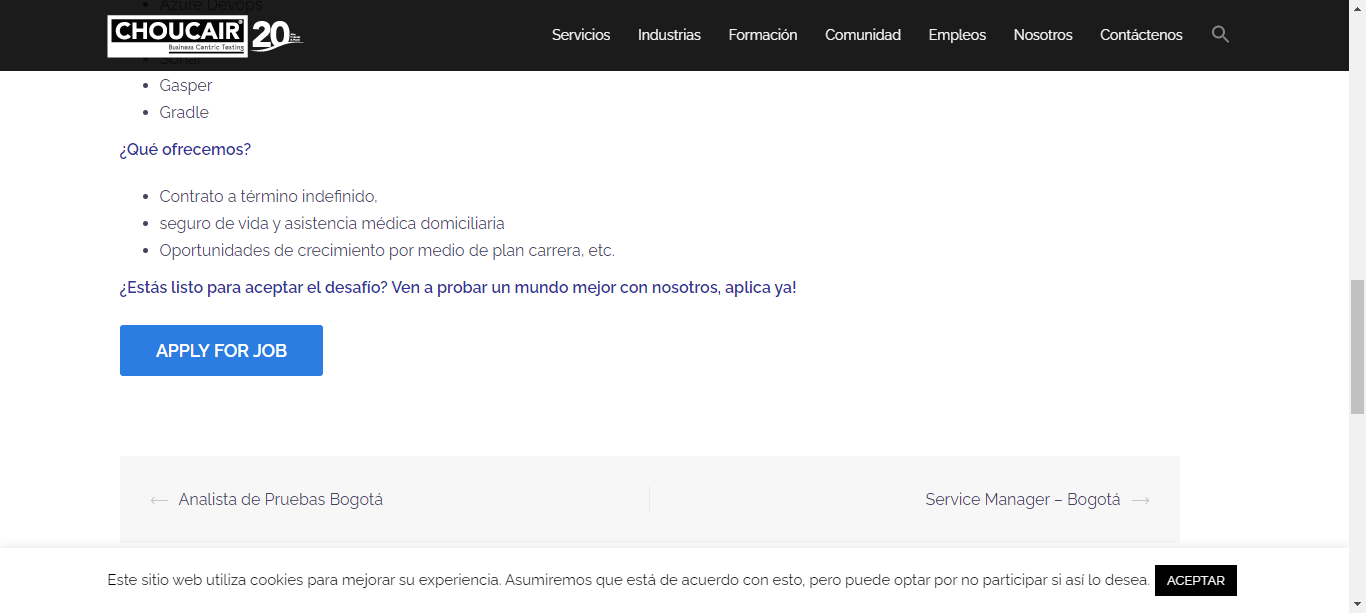 Azure Devops
CHOUCAIR
Business Centric Testing
20
Servicios Industrias Formación Comunidad Empleos Nosotros Contáctenos
Sonar
Gasper
Gradle
¿Qué ofrecemos?
Contrato a término indefinido,
seguro de vida y asistencia médica domiciliaria
Oportunidades de crecimiento por medio de plan carrera, etc.
¿Estás listo para aceptar el desafío? Ven a probar un mundo mejor con nosotros, aplica ya!
APPLY FOR JOB
← Analista de Pruebas Bogotá
Service Manager – Bogotá →
Este sitio web utiliza cookies para mejorar su experiencia. Asumiremos que está de acuerdo con esto, pero puede optar por no participar si así lo desea. ACEPTAR